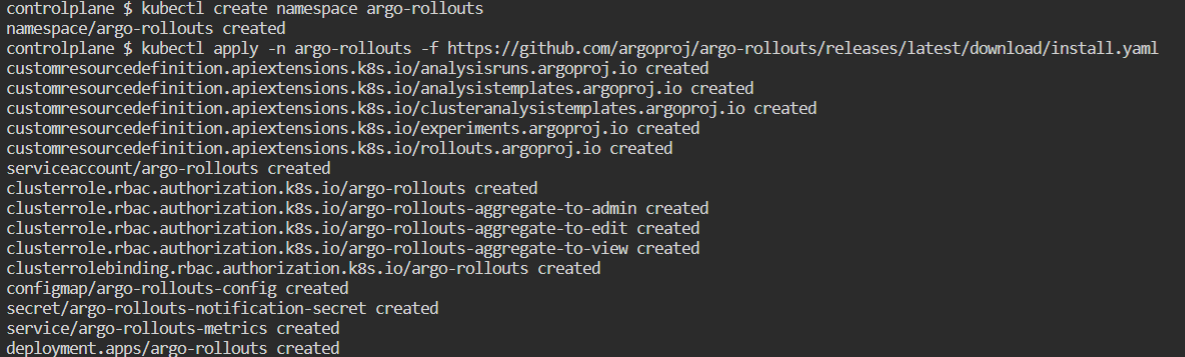 controlplane $ kubectl create namespace argo-rollouts
namespace/argo-rollouts created
controlplane $ kubectl apply -n argo-rollouts -f https://github.com/argoproj/argo-rollouts/releases/latest/download/install.yaml
customresourcedefinition.apiextensions.k8s.io/analysisruns.argoproj.io created
customresourcedefinition.apiextensions.k8s.io/analysistemplates.argoproj.io created
customresourcedefinition.apiextensions.k8s.io/clusteranalysistemplates.argoproj.io created
customresourcedefinition.apiextensions.k8s.io/experiments.argoproj.io created
customresourcedefinition.apiextensions.k8s.io/rollouts.argoproj.io created
serviceaccount/argo-rollouts created
clusterrole.rbac.authorization.k8s.io/argo-rollouts created
clusterrole.rbac.authorization.k8s.io/argo-rollouts-aggregate-to-admin created
clusterrole.rbac.authorization.k8s.io/argo-rollouts-aggregate-to-edit created
clusterrole.rbac.authorization.k8s.io/argo-rollouts-aggregate-to-view created
clusterrolebinding.rbac.authorization.k8s.io/argo-rollouts created
configmap/argo-rollouts-config created
secret/argo-rollouts-notification-secret created
service/argo-rollouts-metrics created
deployment.apps/argo-rollouts created